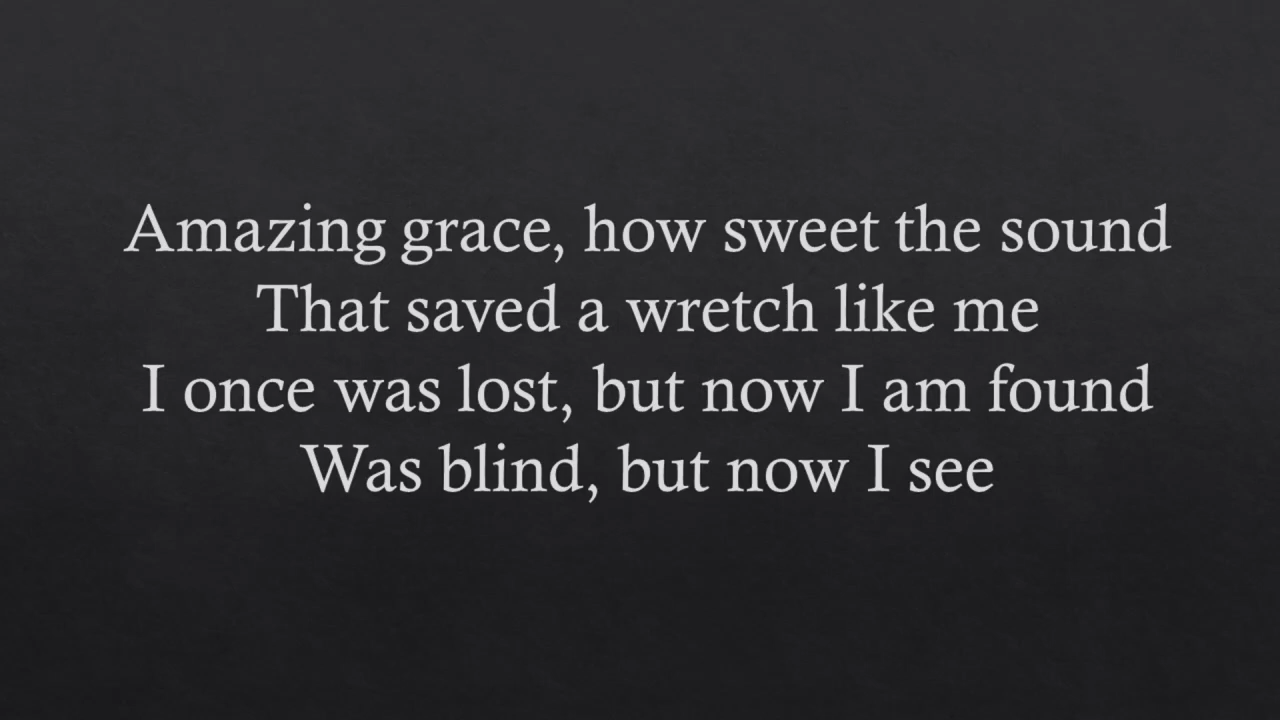 Amazing grace, how sweet the sound
That saved a wretch like me
I once was lost, but now I am found
Was blind, but now I see